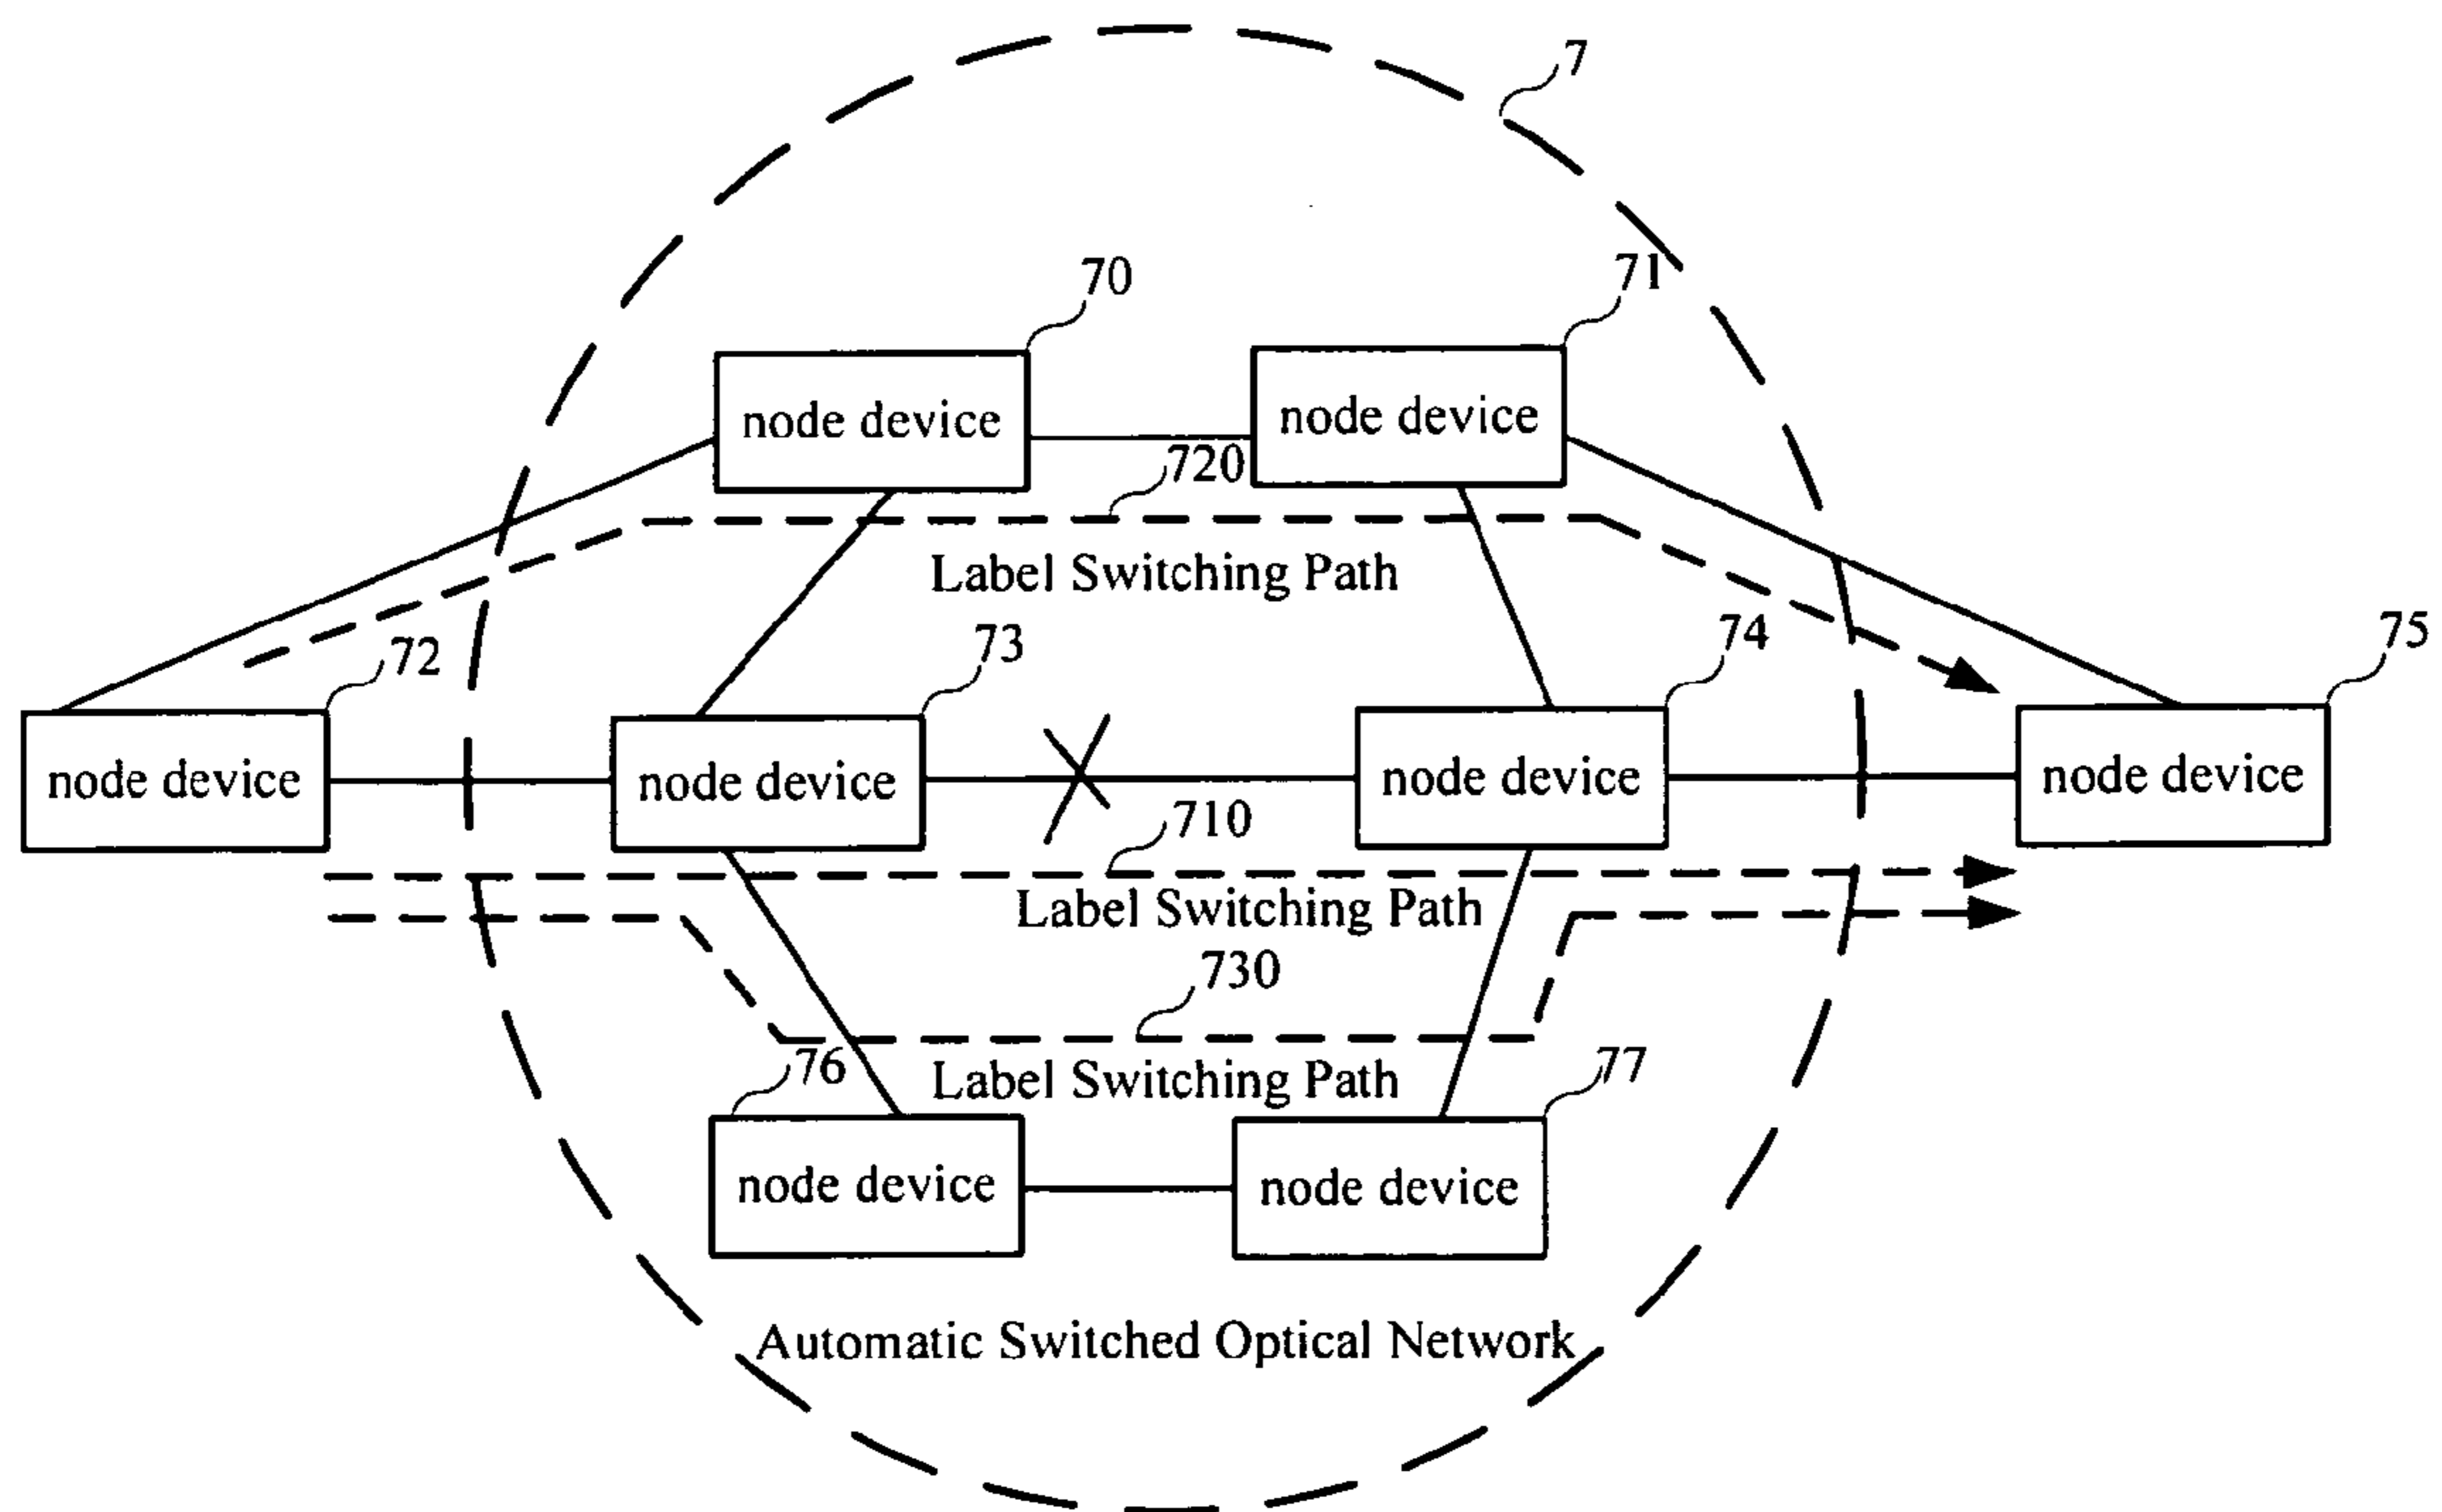 7
70
71
node device
node device
720
Label Switching Path
72
73
74
75
node device
node device
node device
node device
710
Label Switching Path
730
76
Label Switching Path
77
node device
node device
Automatic Switched Optical Network